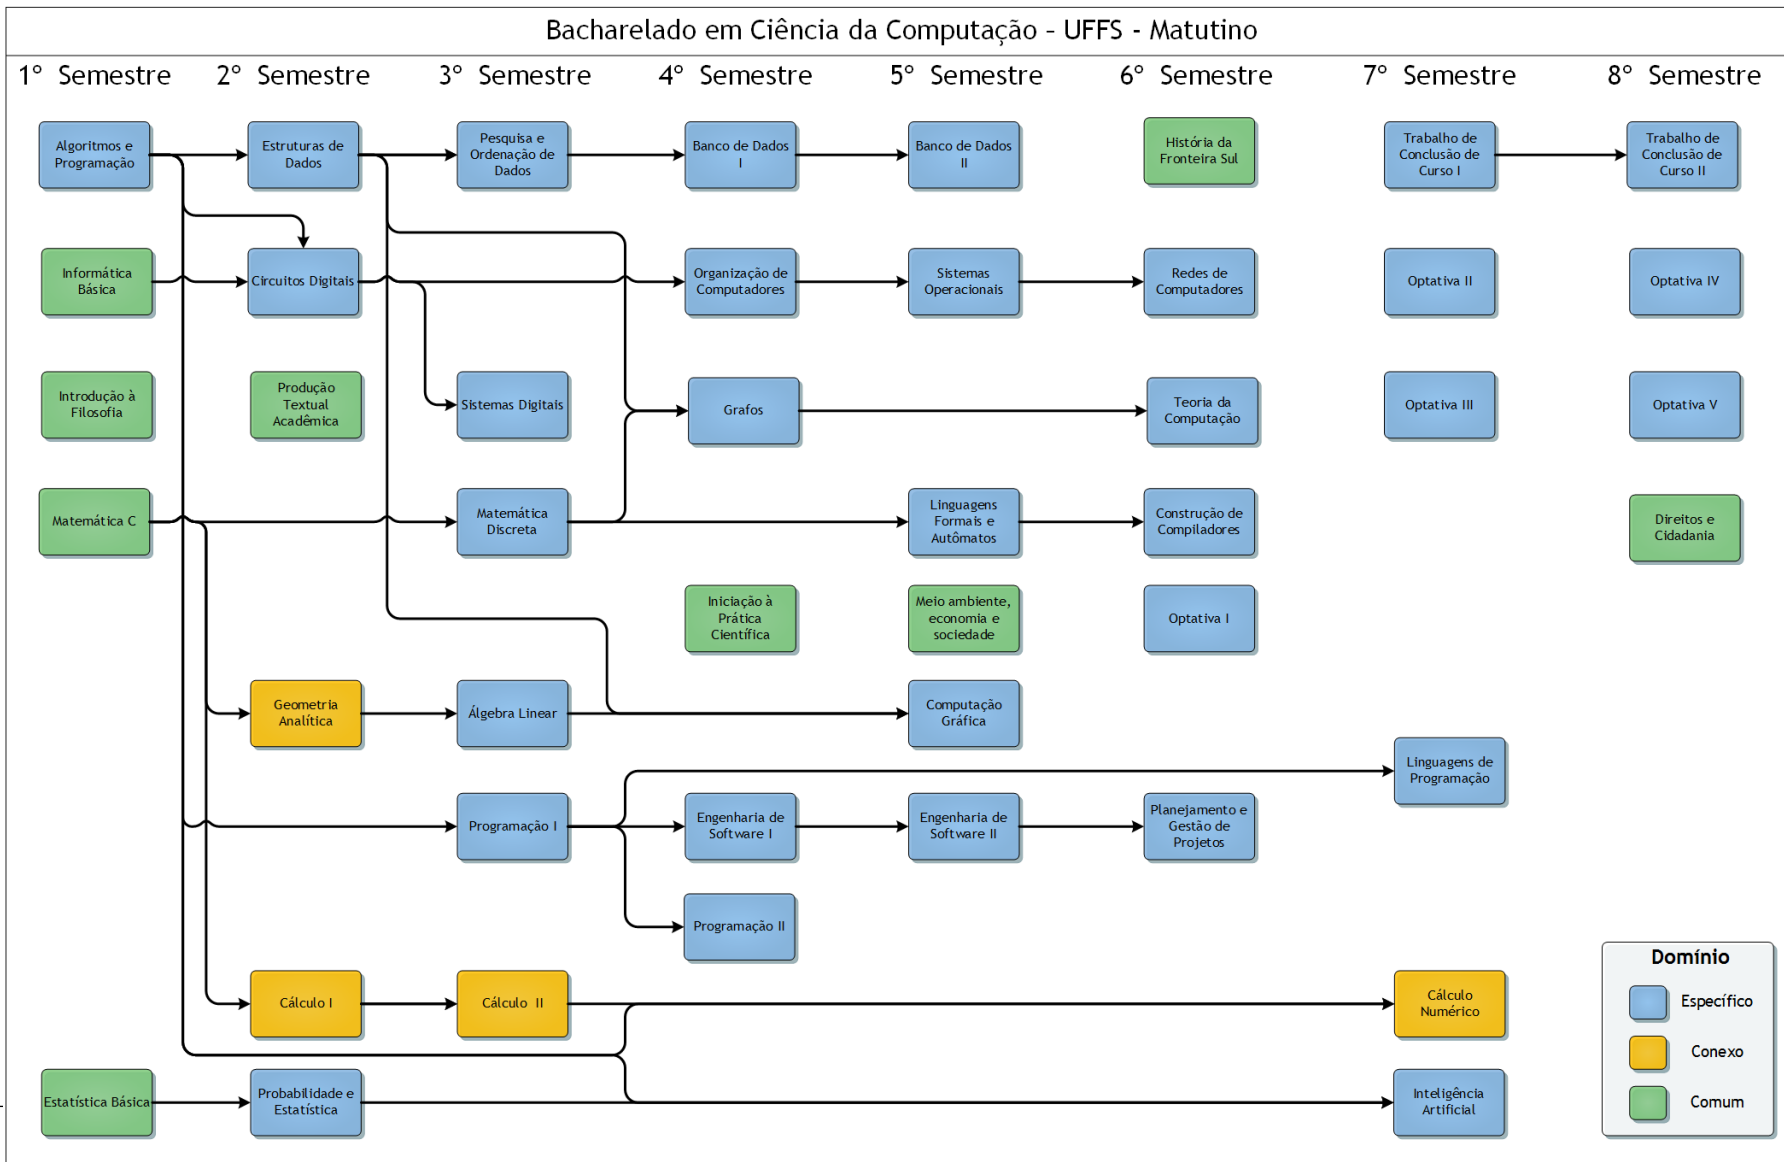 Bacharelado em Ciência da Computação - UFFS - Matutino
1° Semestre
2° Semestre
3° Semestre
4° Semestre
5° Semestre
6° Semestre
7° Semestre
8° Semestre
Algoritmos e
Programação
Estruturas de
Dados
Pesquisa e
Ordenação de
Dados
Banco de Dados
I
Banco de Dados
II
História da
Fronteira Sul
Trabalho de
Conclusão de
Curso I
Trabalho de
Conclusão de
Curso II
Informática
Básica
Circuitos Digitais
Organização de
Computadores
Sistemas
Operacionais
Redes de
Computadores
Optativa II
Optativa IV
Introdução à
Filosofia
Produção
Textual
Acadêmica
Sistemas Digitais
Grafos
Teoria da
Computação
Optativa III
Optativa V
Matemática C
Matemática
Discreta
Linguagens
Formais e
Autômatos
Construção de
Compiladores
Direitos e
Cidadania
Iniciação à
Prática
Científica
Meio ambiente,
economia e
sociedade
Optativa I
Geometria
Analítica
Álgebra Linear
Computação
Gráfica
Linguagens de
Programação
Programação I
Engenharia de
Software I
Engenharia de
Software II
Planejamento e
Gestão de
Projetos
Programação II
Cálculo I
Cálculo II
Cálculo
Numérico
Estatística Básica
Probabilidade e
Estatística
Inteligência
Artificial
Domínio
Específico
Conexo
Comum